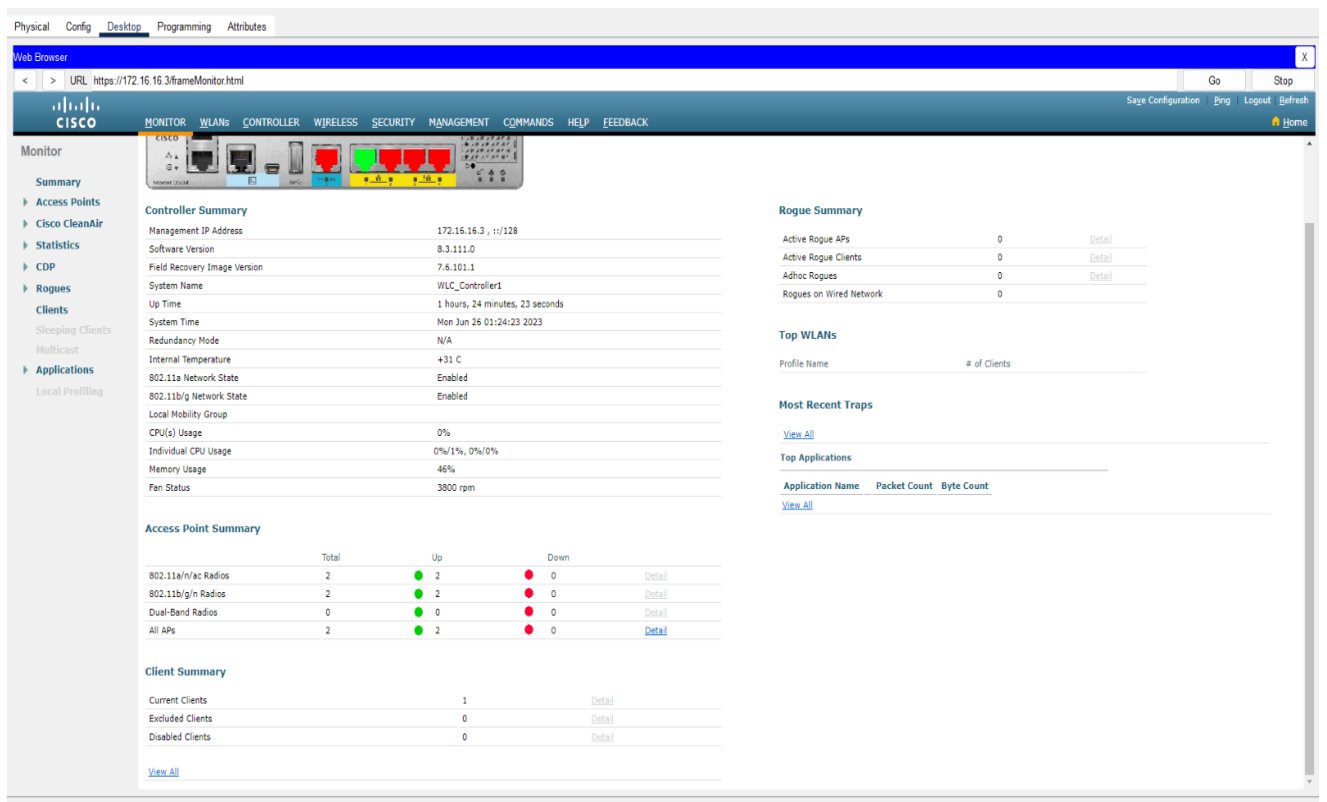 Physical Config Desktop Programming Attributes
Web Browser X
< > URL https://172.16.16.3/frameMonitor.html Go Stop
Save Configuration Ping Logout Refresh
CISCO MONITOR WLANs CONTROLLER WIRELESS SECURITY MANAGEMENT COMMANDS HELP FEEDBACK Home
Monitor
Summary
Access Points
Cisco CleanAir
Statistics
CDP
Rogues
Clients
Sleeping Clients
Multicast
Applications
Local Profiling
Controller Summary
Management IP Address 172.16.16.3 , ::/128
Software Version 8.3.111.0
Field Recovery Image Version 7.6.101.1
System Name WLC_Controller1
Up Time 1 hours, 24 minutes, 23 seconds
System Time Mon Jun 26 01:24:23 2023
Redundancy Mode N/A
Internal Temperature +31 C
802.11a Network State Enabled
802.11b/g Network State Enabled
Local Mobility Group
CPU(s) Usage 0%
Individual CPU Usage 0%/1%, 0%/0%
Memory Usage 46%
Fan Status 3800 rpm
Access Point Summary
Total Up Down
802.11a/n/ac Radios 2 2 0 Detail
802.11b/g/n Radios 2 2 0 Detail
Dual-Band Radios 0 0 0 Detail
All APs 2 2 0 Detail
Client Summary
Current Clients 1 Detail
Excluded Clients 0 Detail
Disabled Clients 0 Detail
View All
Rogue Summary
Active Rogue APs 0 Detail
Active Rogue Clients 0 Detail
Adhoc Rogues 0 Detail
Rogues on Wired Network 0
Top WLANs
Profile Name # of Clients
Most Recent Traps
View All
Top Applications
Application Name Packet Count Byte Count
View All